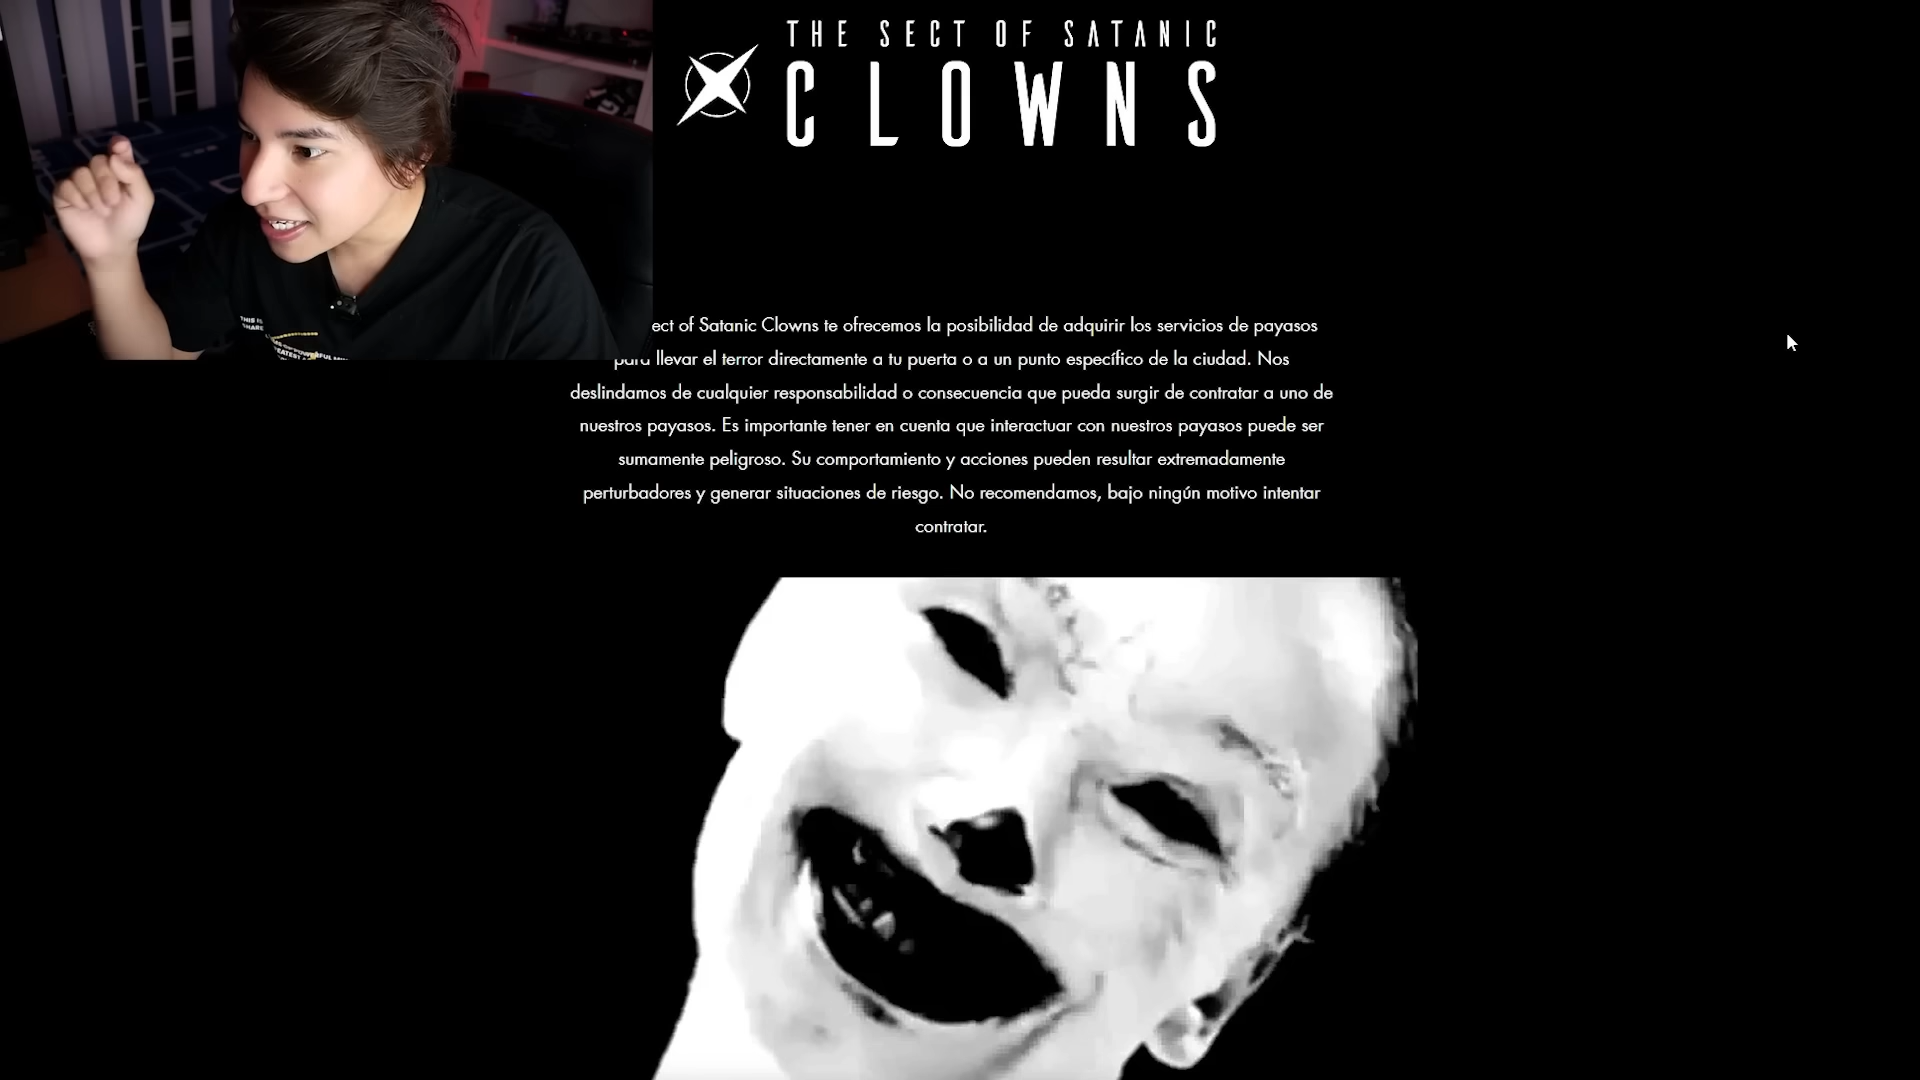 THE SECT OF SATANIC
CLOWNS
ect of Satanic Clowns te ofrecemos la posibilidad de adquirir los servicios de payasos
para llevar el terror directamente a tu puerta o a un punto específico de la ciudad. Nos
deslindamos de cualquier responsabilidad o consecuencia que pueda surgir de contratar a uno de
nuestros payasos. Es importante tener en cuenta que interactuar con nuestros payasos puede ser
sumamente peligroso. Su comportamiento y acciones pueden resultar extremadamente
perturbadores y generar situaciones de riesgo. No recomendamos, bajo ningún motivo intentar
contratar.